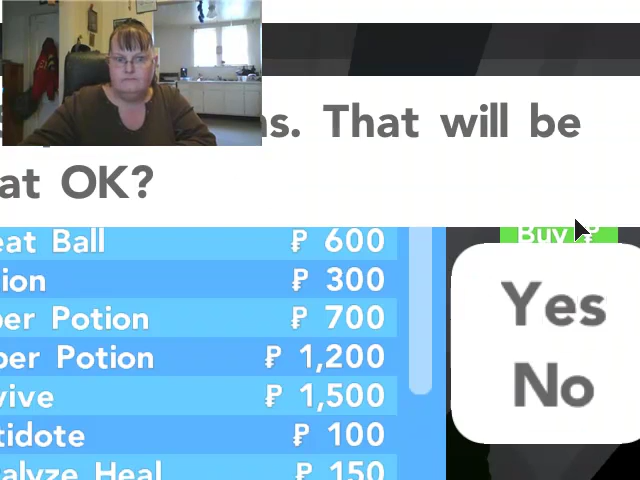 s. That will be
at OK?
eat Ball ₽ 600
Buy ₽
ion ₽ 300
per Potion ₽ 700
per Potion ₽ 1,200
vive ₽ 1,500
tidote ₽ 100
alyze Heal ₽ 150
Yes
No